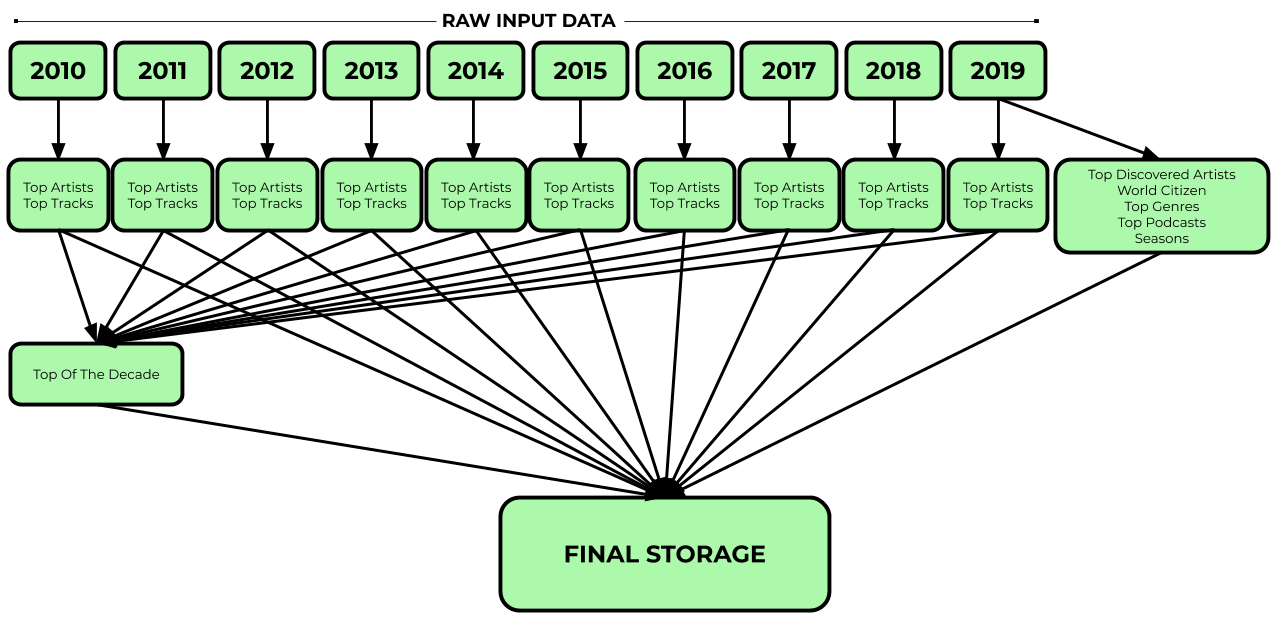 RAW INPUT DATA
2010
2011
2012
2013
2014
2015
2016
2017
2018
2019
Top Artists
Top Tracks
Top Artists
Top Tracks
Top Artists
Top Tracks
Top Artists
Top Tracks
Top Artists
Top Tracks
Top Artists
Top Tracks
Top Artists
Top Tracks
Top Artists
Top Tracks
Top Artists
Top Tracks
Top Artists
Top Tracks
Top Discovered Artists
World Citizen
Top Genres
Top Podcasts
Seasons
Top Of The Decade
FINAL STORAGE